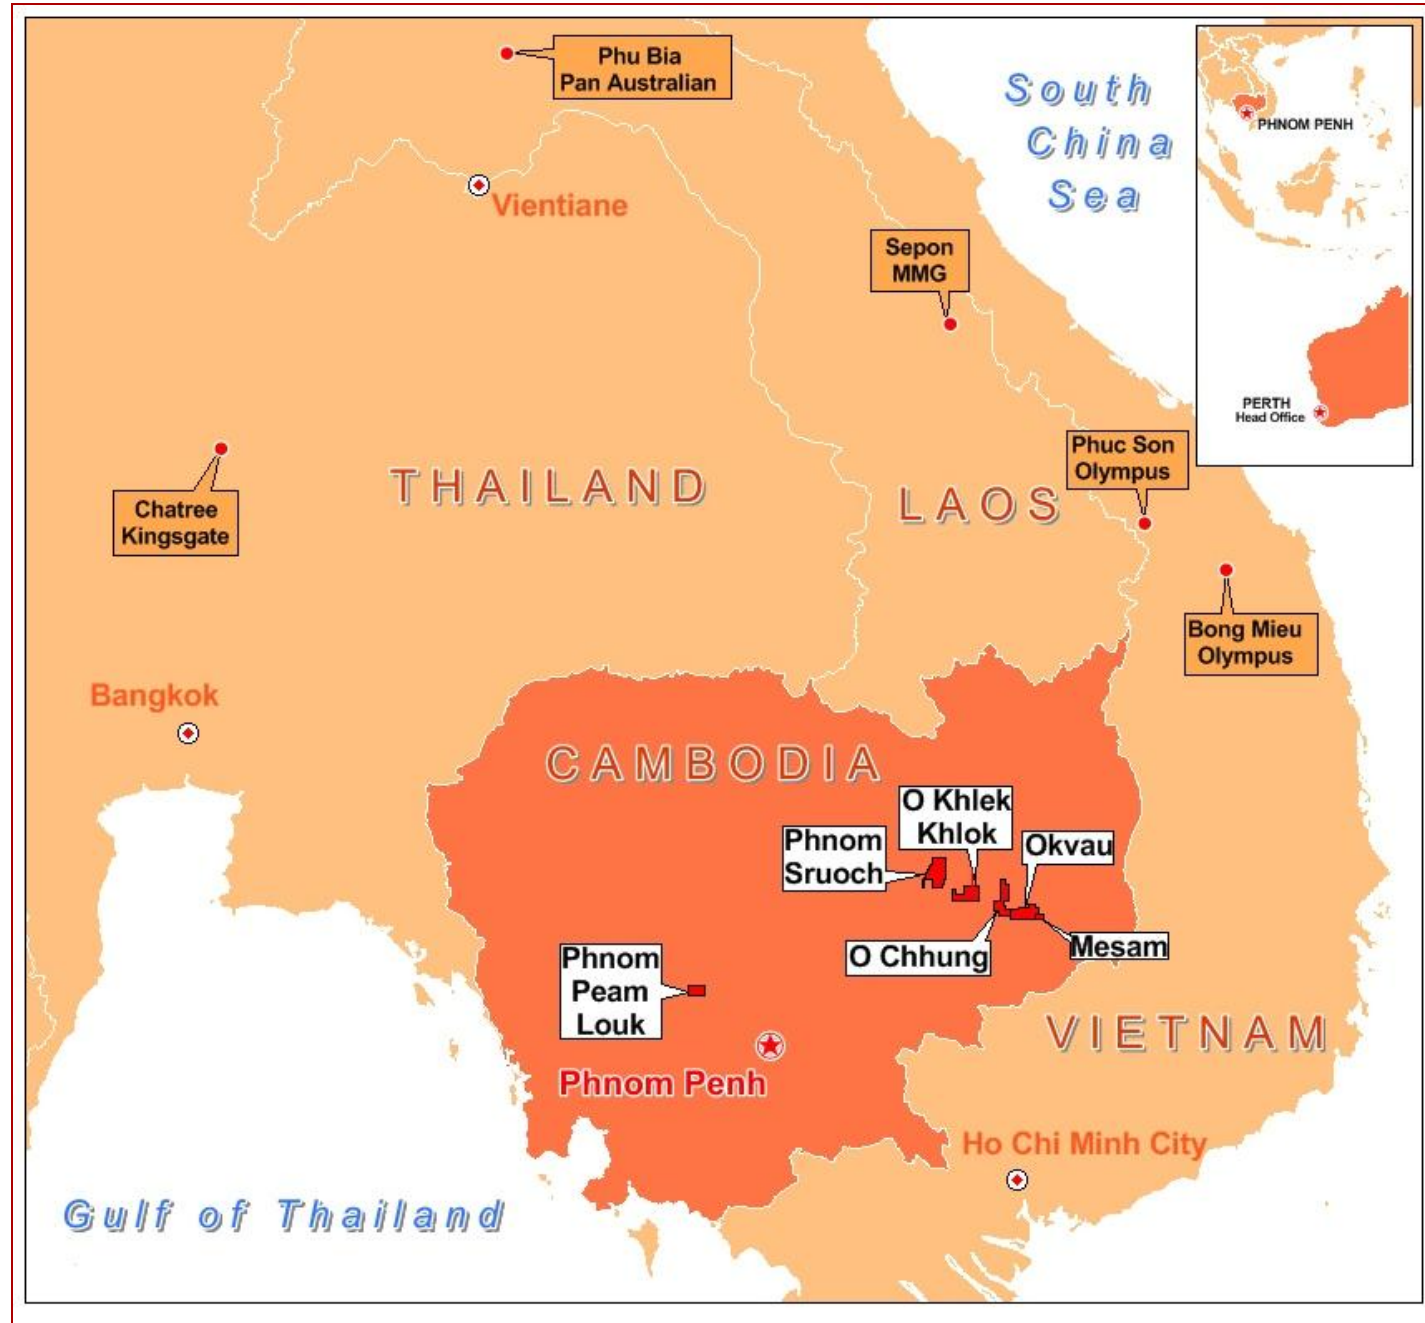 Phu Bia
Pan Australian
South
China
Sea
PHNOM PENH
Vientiane
Sepon
MMG
PERTH
Head Office
Phuc Son
Olympus
THAILAND
LAOS
Chatree
Kingsgate
Bong Mieu
Olympus
Bangkok
CAMBODIA
O Khlek
Khlok
Phnom
Sruoch
Okvau
O Chhung
Mesam
Phnom
Peam
Louk
VIETNAM
Phnom Penh
Ho Chi Minh City
Gulf of Thailand